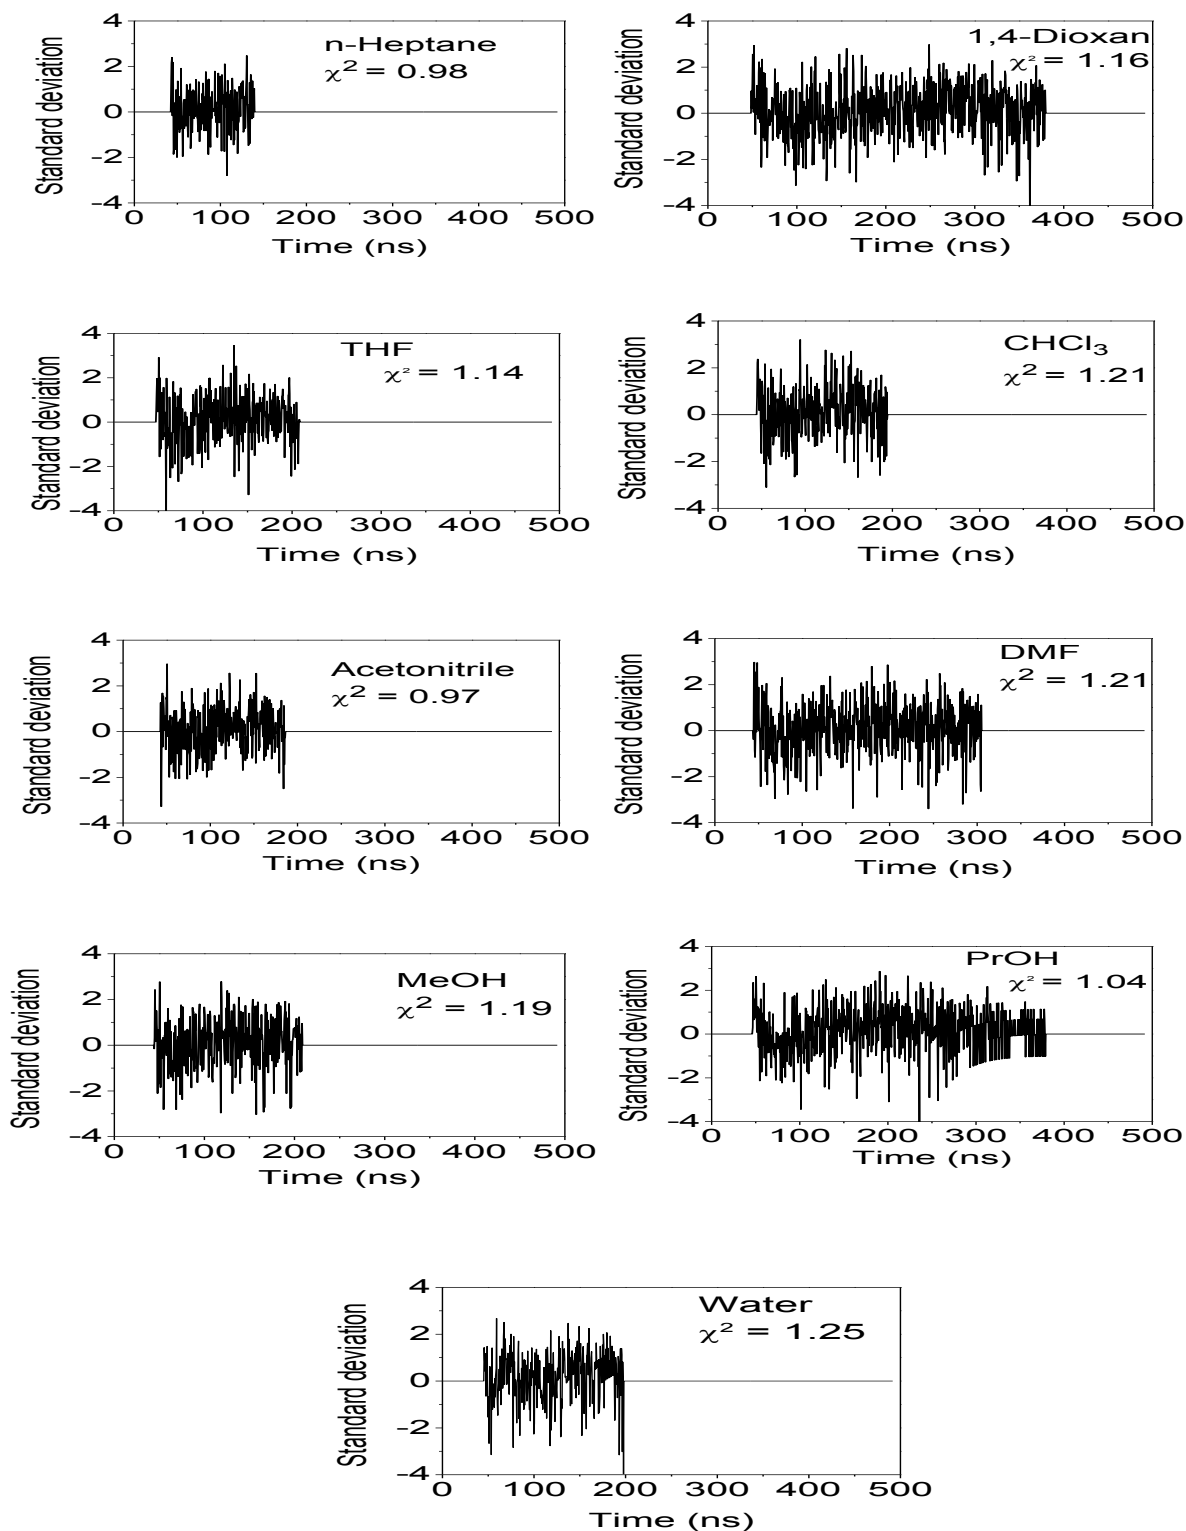 4
2
0
-2
-4
Standard deviation
n-Heptane
χ² = 0.98
0 100 200 300 400 500
Time (ns)
4
2
0
-2
-4
Standard deviation
1,4-Dioxan
χ² = 1.16
0 100 200 300 400 500
Time (ns)
4
2
0
-2
-4
Standard deviation
THF
χ² = 1.14
0 100 200 300 400 500
Time (ns)
4
2
0
-2
-4
Standard deviation
CHCl₃
χ² = 1.21
0 100 200 300 400 500
Time (ns)
4
2
0
-2
-4
Standard deviation
Acetonitrile
χ² = 0.97
0 100 200 300 400 500
Time (ns)
4
2
0
-2
-4
Standard deviation
DMF
χ² = 1.21
0 100 200 300 400 500
Time (ns)
4
2
0
-2
-4
Standard deviation
MeOH
χ² = 1.19
0 100 200 300 400 500
Time (ns)
4
2
0
-2
-4
Standard deviation
PrOH
χ² = 1.04
0 100 200 300 400 500
Time (ns)
4
2
0
-2
-4
Standard deviation
Water
χ² = 1.25
0 100 200 300 400 500
Time (ns)